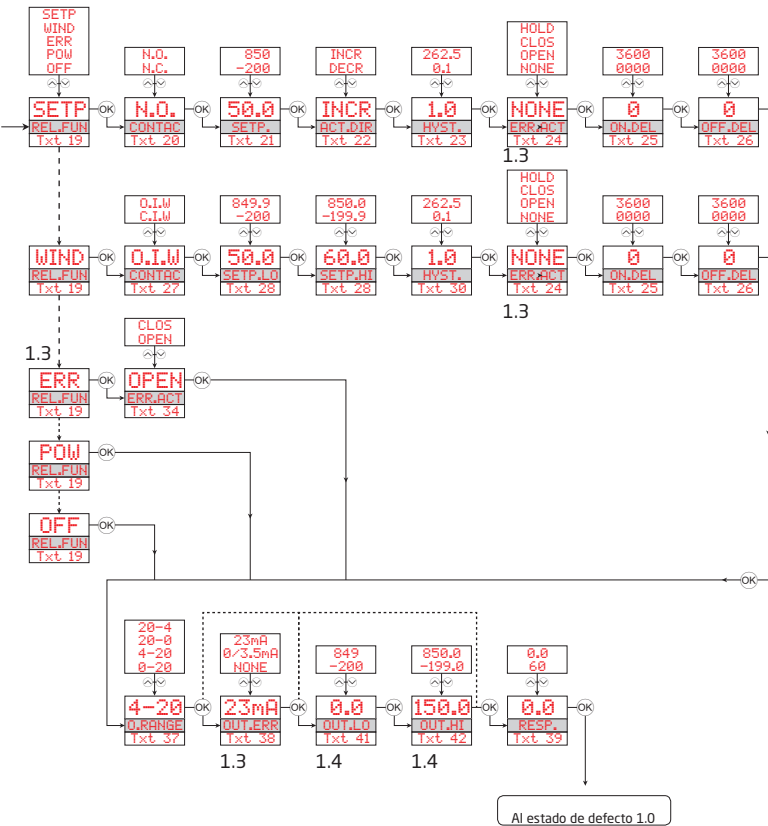 SETP
WIND
ERR
POW
OFF
SETP
REL.FUN
Txt 19
OK
N.O.
N.C.
N.O.
CONTAC
Txt 20
OK
850
-200
50.0
SETP.
Txt 21
OK
INCR
DECR
INCR
ACT.DIR
Txt 22
OK
262.5
0.1
1.0
HYST.
Txt 23
OK
HOLD
CLOS
OPEN
NONE
NONE
ERR.ACT
Txt 24
1.3
OK
3600
0000
0
ON.DEL
Txt 25
OK
3600
0000
0
OFF.DEL
Txt 26
WIND
REL.FUN
Txt 19
OK
O.I.W
C.I.W
O.I.W
CONTAC
Txt 27
OK
849.9
-200
50.0
SETP.LO
Txt 28
OK
850.0
-199.9
60.0
SETP.HI
Txt 28
OK
262.5
0.1
1.0
HYST.
Txt 30
OK
HOLD
CLOS
OPEN
NONE
NONE
ERR.ACT
Txt 24
1.3
OK
3600
0000
0
ON.DEL
Txt 25
OK
3600
0000
0
OFF.DEL
Txt 26
1.3
ERR
REL.FUN
Txt 19
OK
CLOS
OPEN
OPEN
ERR.ACT
Txt 34
OK
POW
REL.FUN
Txt 19
OK
OFF
REL.FUN
Txt 19
OK
OK
20-4
20-0
4-20
0-20
4-20
O.RANGE
Txt 37
OK
23mA
0/3.5mA
NONE
23mA
OUT.ERR
Txt 38
1.3
OK
849
-200
0.0
OUT.LO
Txt 41
1.4
OK
850.0
-199.0
150.0
OUT.HI
Txt 42
1.4
OK
0.0
60
0.0
RESP.
Txt 39
OK
Al estado de defecto 1.0